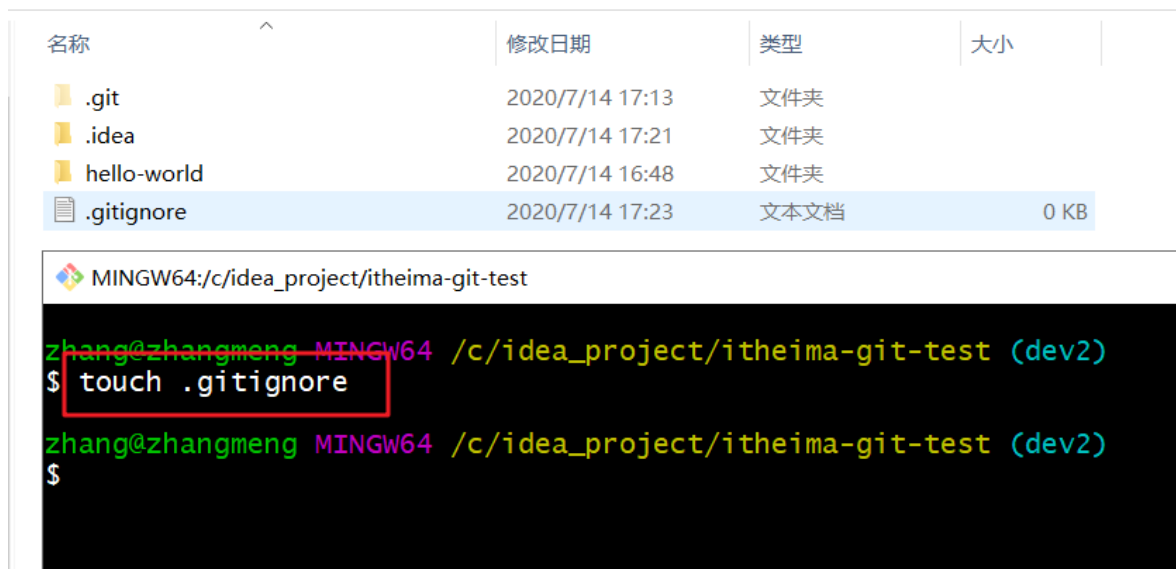 名称 修改日期 类型 大小
.git 2020/7/14 17:13 文件夹
.idea 2020/7/14 17:21 文件夹
hello-world 2020/7/14 16:48 文件夹
.gitignore 2020/7/14 17:23 文本文档 0 KB
MINGW64:/c/idea_project/itheima-git-test
zhang@zhangmeng MINGW64 /c/idea_project/itheima-git-test (dev2)
$ touch .gitignore
zhang@zhangmeng MINGW64 /c/idea_project/itheima-git-test (dev2)
$